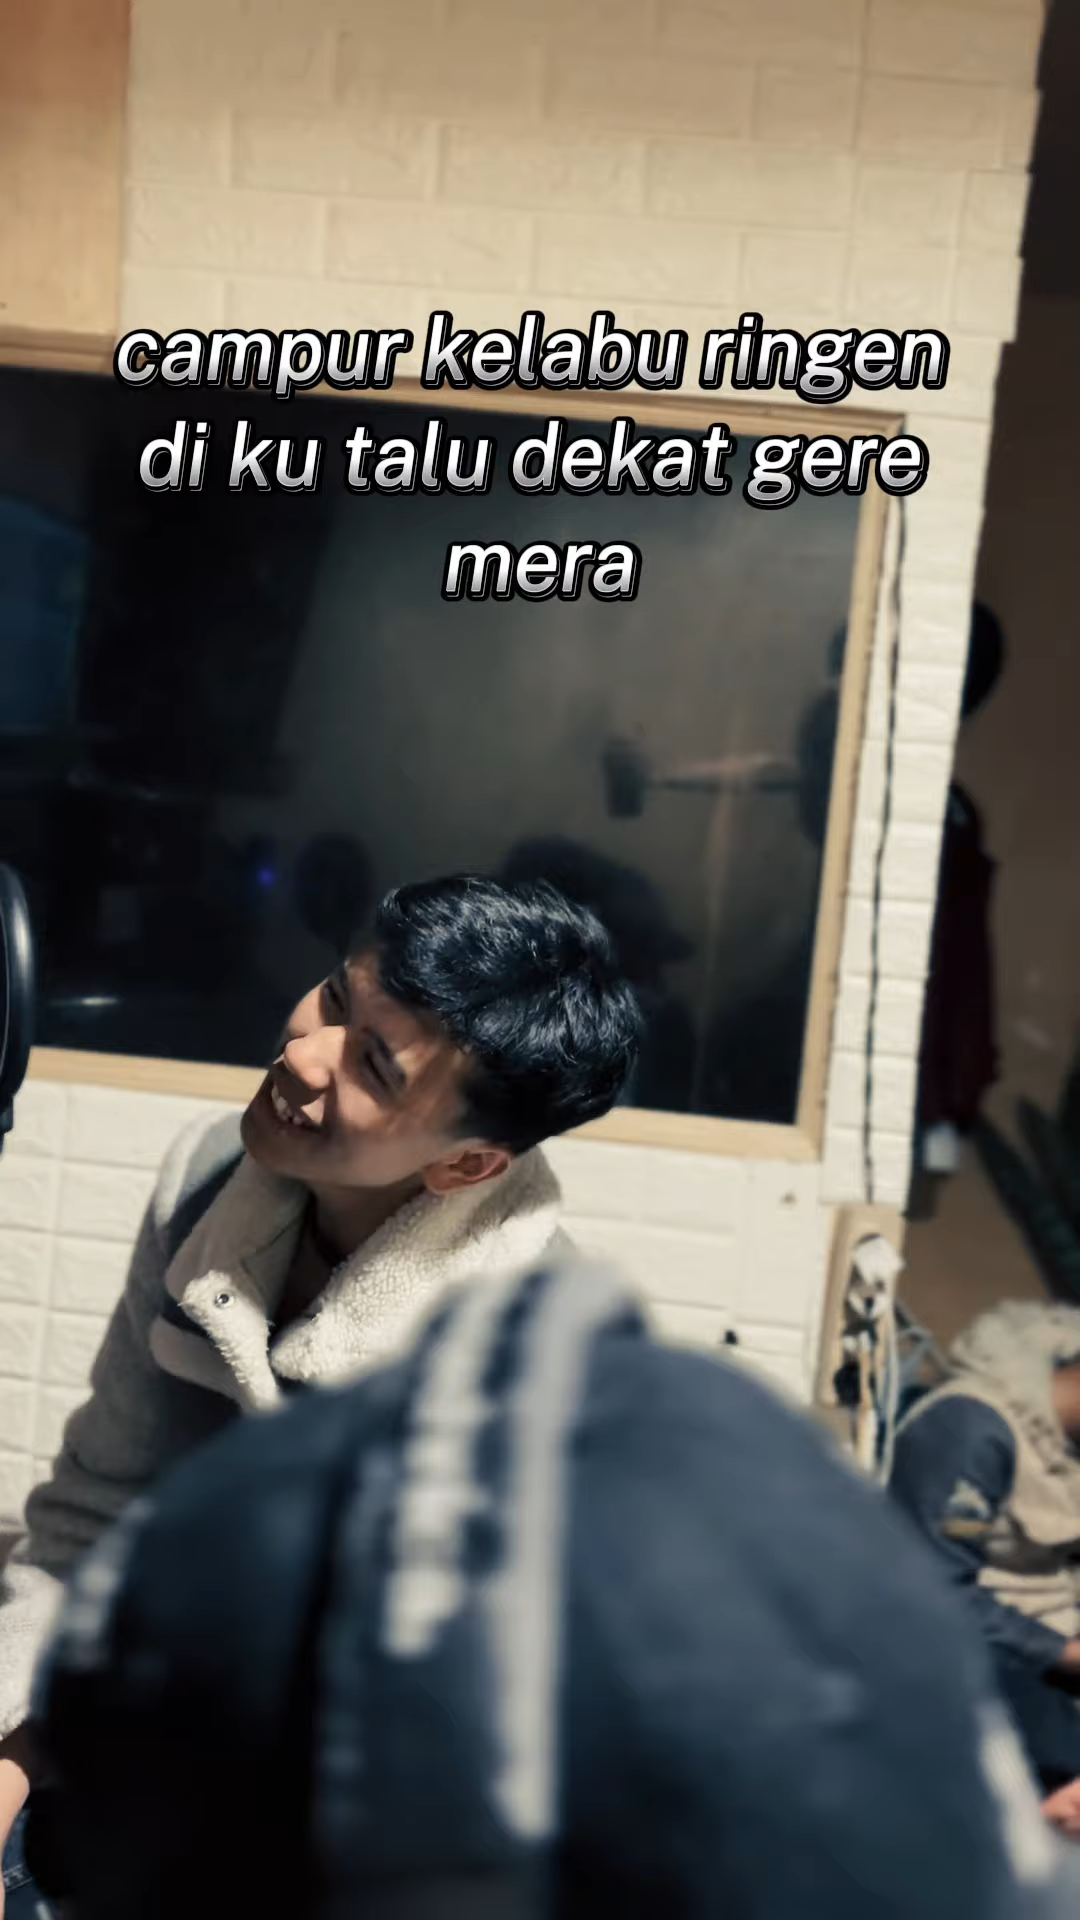 campur kelabu ringen
di ku talu dekat gere
mera